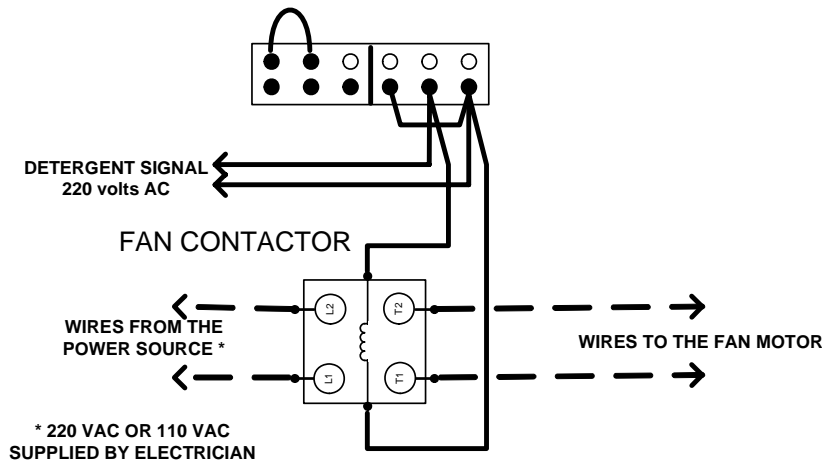 DETERGENT SIGNAL
220 volts AC
FAN CONTACTOR
L2
T2
WIRES FROM THE
POWER SOURCE *
WIRES TO THE FAN MOTOR
L1
T1
* 220 VAC OR 110 VAC
SUPPLIED BY ELECTRICIAN